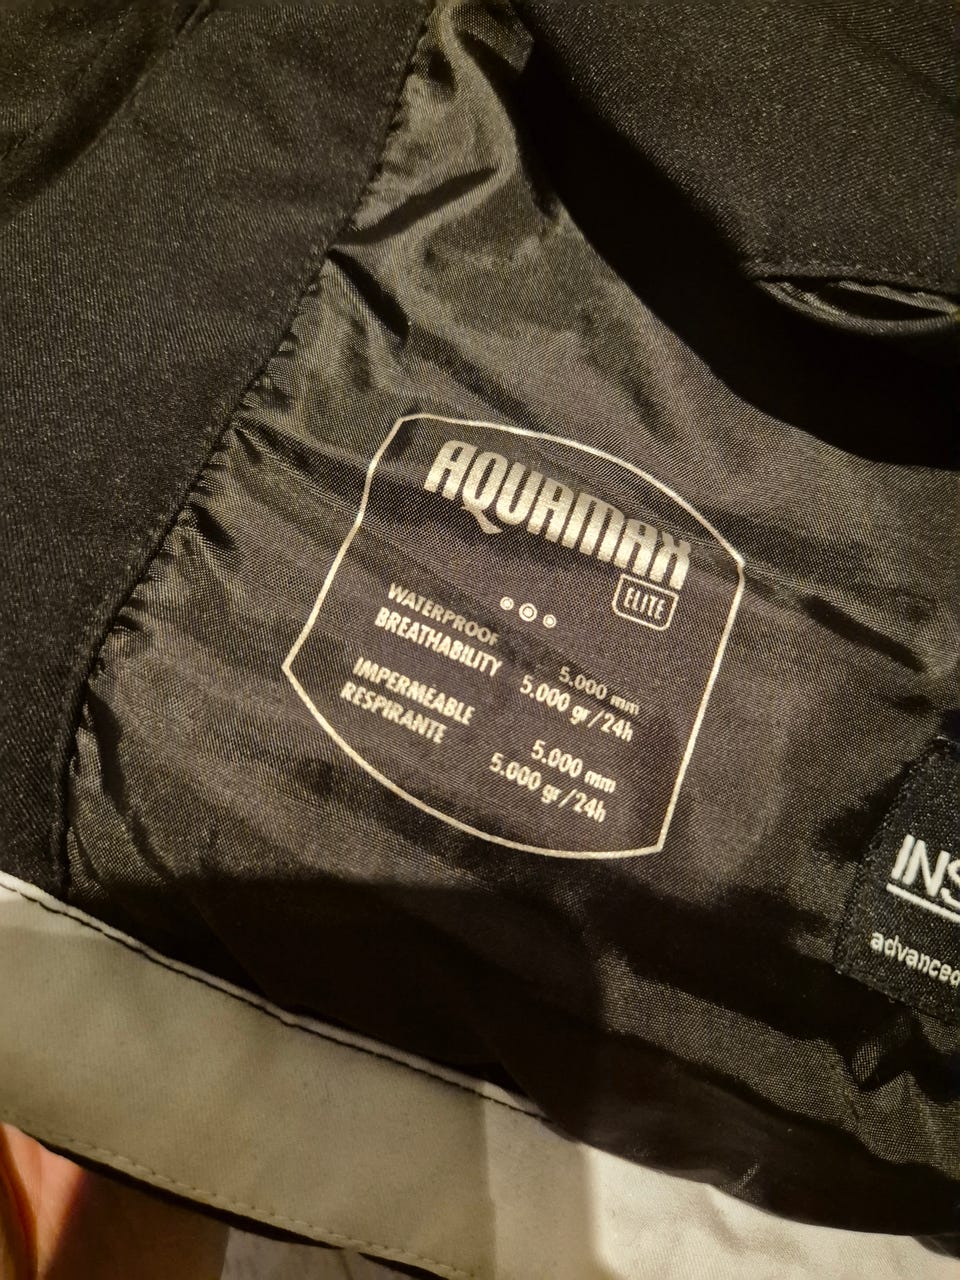 AQUAMAX
ELITE
WATERPROOF 5.000 mm
BREATHABILITY 5.000 gr/24h
IMPERMEABLE 5.000 mm
RESPIRANTE 5.000 gr/24h
INS
advanced